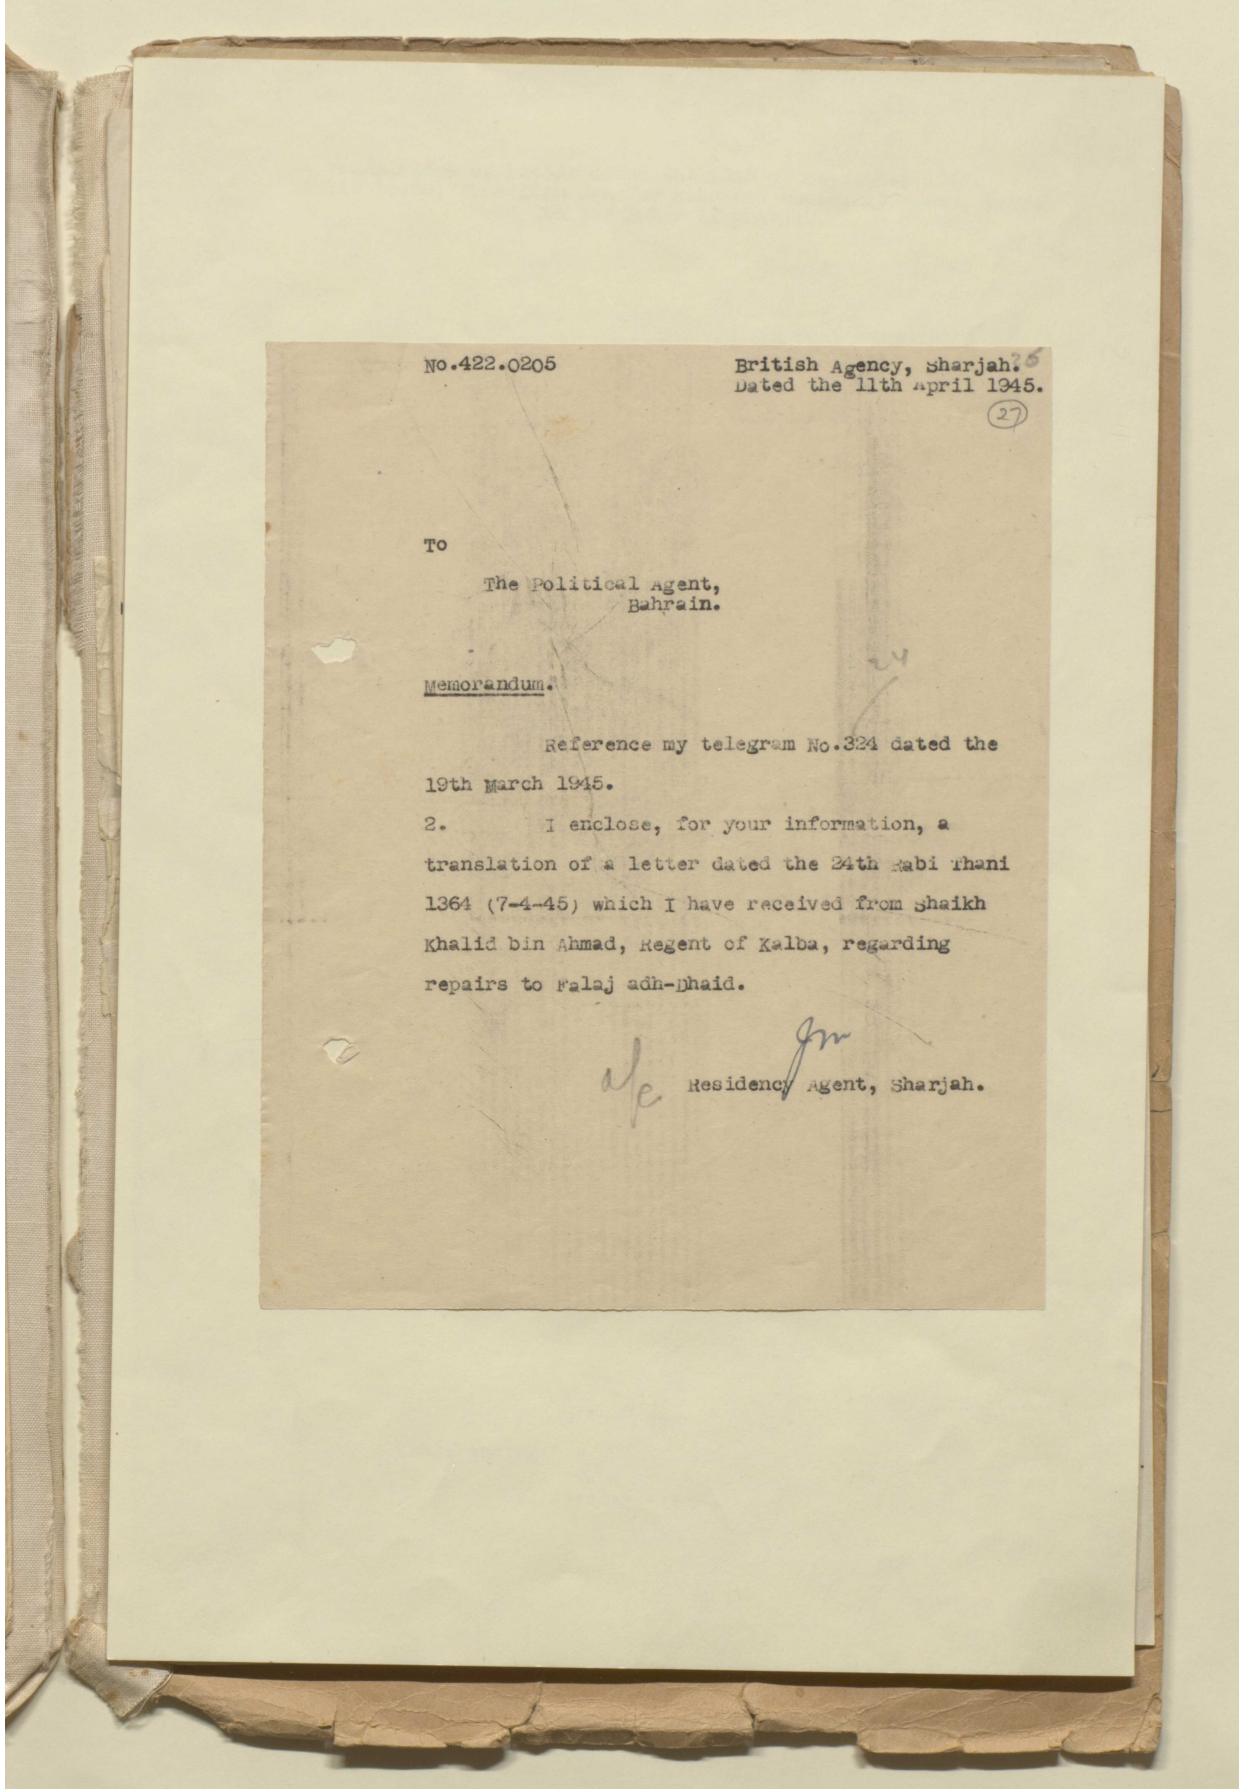 No.422.0205
British Agency, Sharjah.
Dated the 11th April 1945.
27
To
The Political Agent,
Bahrain.
24
Memorandum.
Reference my telegram No.324 dated the
19th March 1945.
2. I enclose, for your information, a
translation of a letter dated the 24th Rabi Thani
1364 (7-4-45) which I have received from Shaikh
Khalid bin Ahmad, Regent of Kalba, regarding
repairs to Falaj adh-Dhaid.
Residency Agent, Sharjah.